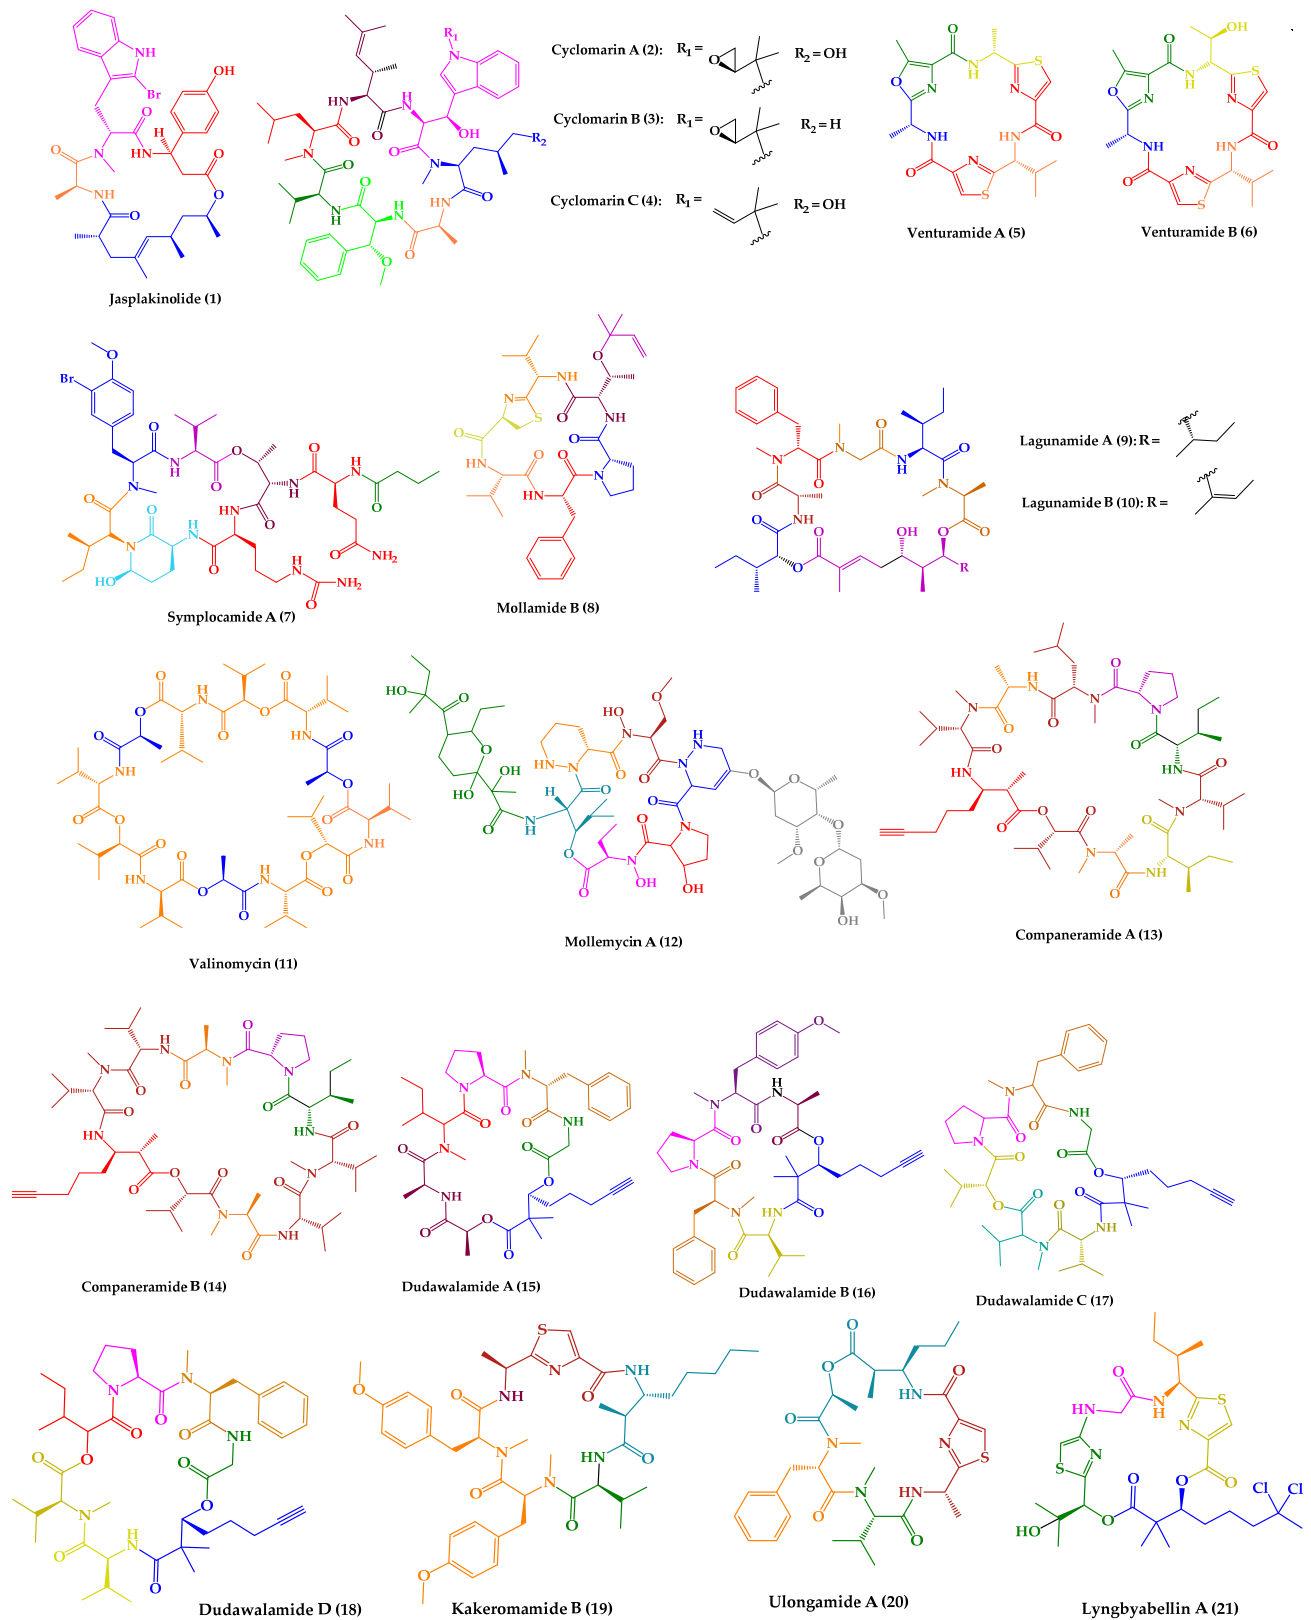 Cyclomarin A (2): R1 = R2 = OH
Cyclomarin B (3): R1 = R2 = H
Cyclomarin C (4): R1 = R2 = OH
Jasplakinolide (1)
Venturamide A (5)
Venturamide B (6)
Lagunamide A (9): R =
Lagunamide B (10): R =
Symplocamide A (7)
Mollamide B (8)
Valinomycin (11)
Mollemycin A (12)
Companeramide A (13)
Companeramide B (14)
Dudawalamide A (15)
Dudawalamide B (16)
Dudawalamide C (17)
Dudawalamide D (18)
Kakeromamide B (19)
Ulongamide A (20)
Lyngbyabellin A (21)